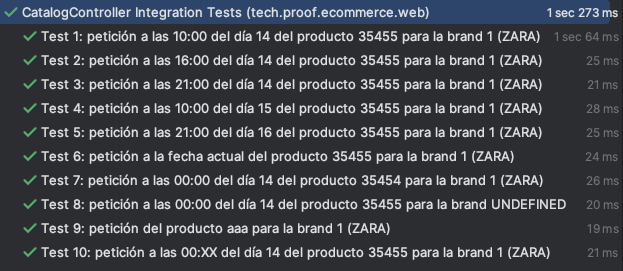 CatalogController Integration Tests (tech.proof.ecommerce.web) 1 sec 273 ms
Test 1: petición a las 10:00 del día 14 del producto 35455 para la brand 1 (ZARA) 1 sec 64 ms
Test 2: petición a las 16:00 del día 14 del producto 35455 para la brand 1 (ZARA) 25 ms
Test 3: petición a las 21:00 del día 14 del producto 35455 para la brand 1 (ZARA) 21 ms
Test 4: petición a las 10:00 del día 15 del producto 35455 para la brand 1 (ZARA) 28 ms
Test 5: petición a las 21:00 del día 16 del producto 35455 para la brand 1 (ZARA) 25 ms
Test 6: petición a la fecha actual del producto 35455 para la brand 1 (ZARA) 24 ms
Test 7: petición a las 00:00 del día 14 del producto 35454 para la brand 1 (ZARA) 26 ms
Test 8: petición a las 00:00 del día 14 del producto 35455 para la brand UNDEFINED 20 ms
Test 9: petición del producto aaa para la brand 1 (ZARA) 19 ms
Test 10: petición a las 00:XX del día 14 del producto 35455 para la brand 1 (ZARA) 21 ms